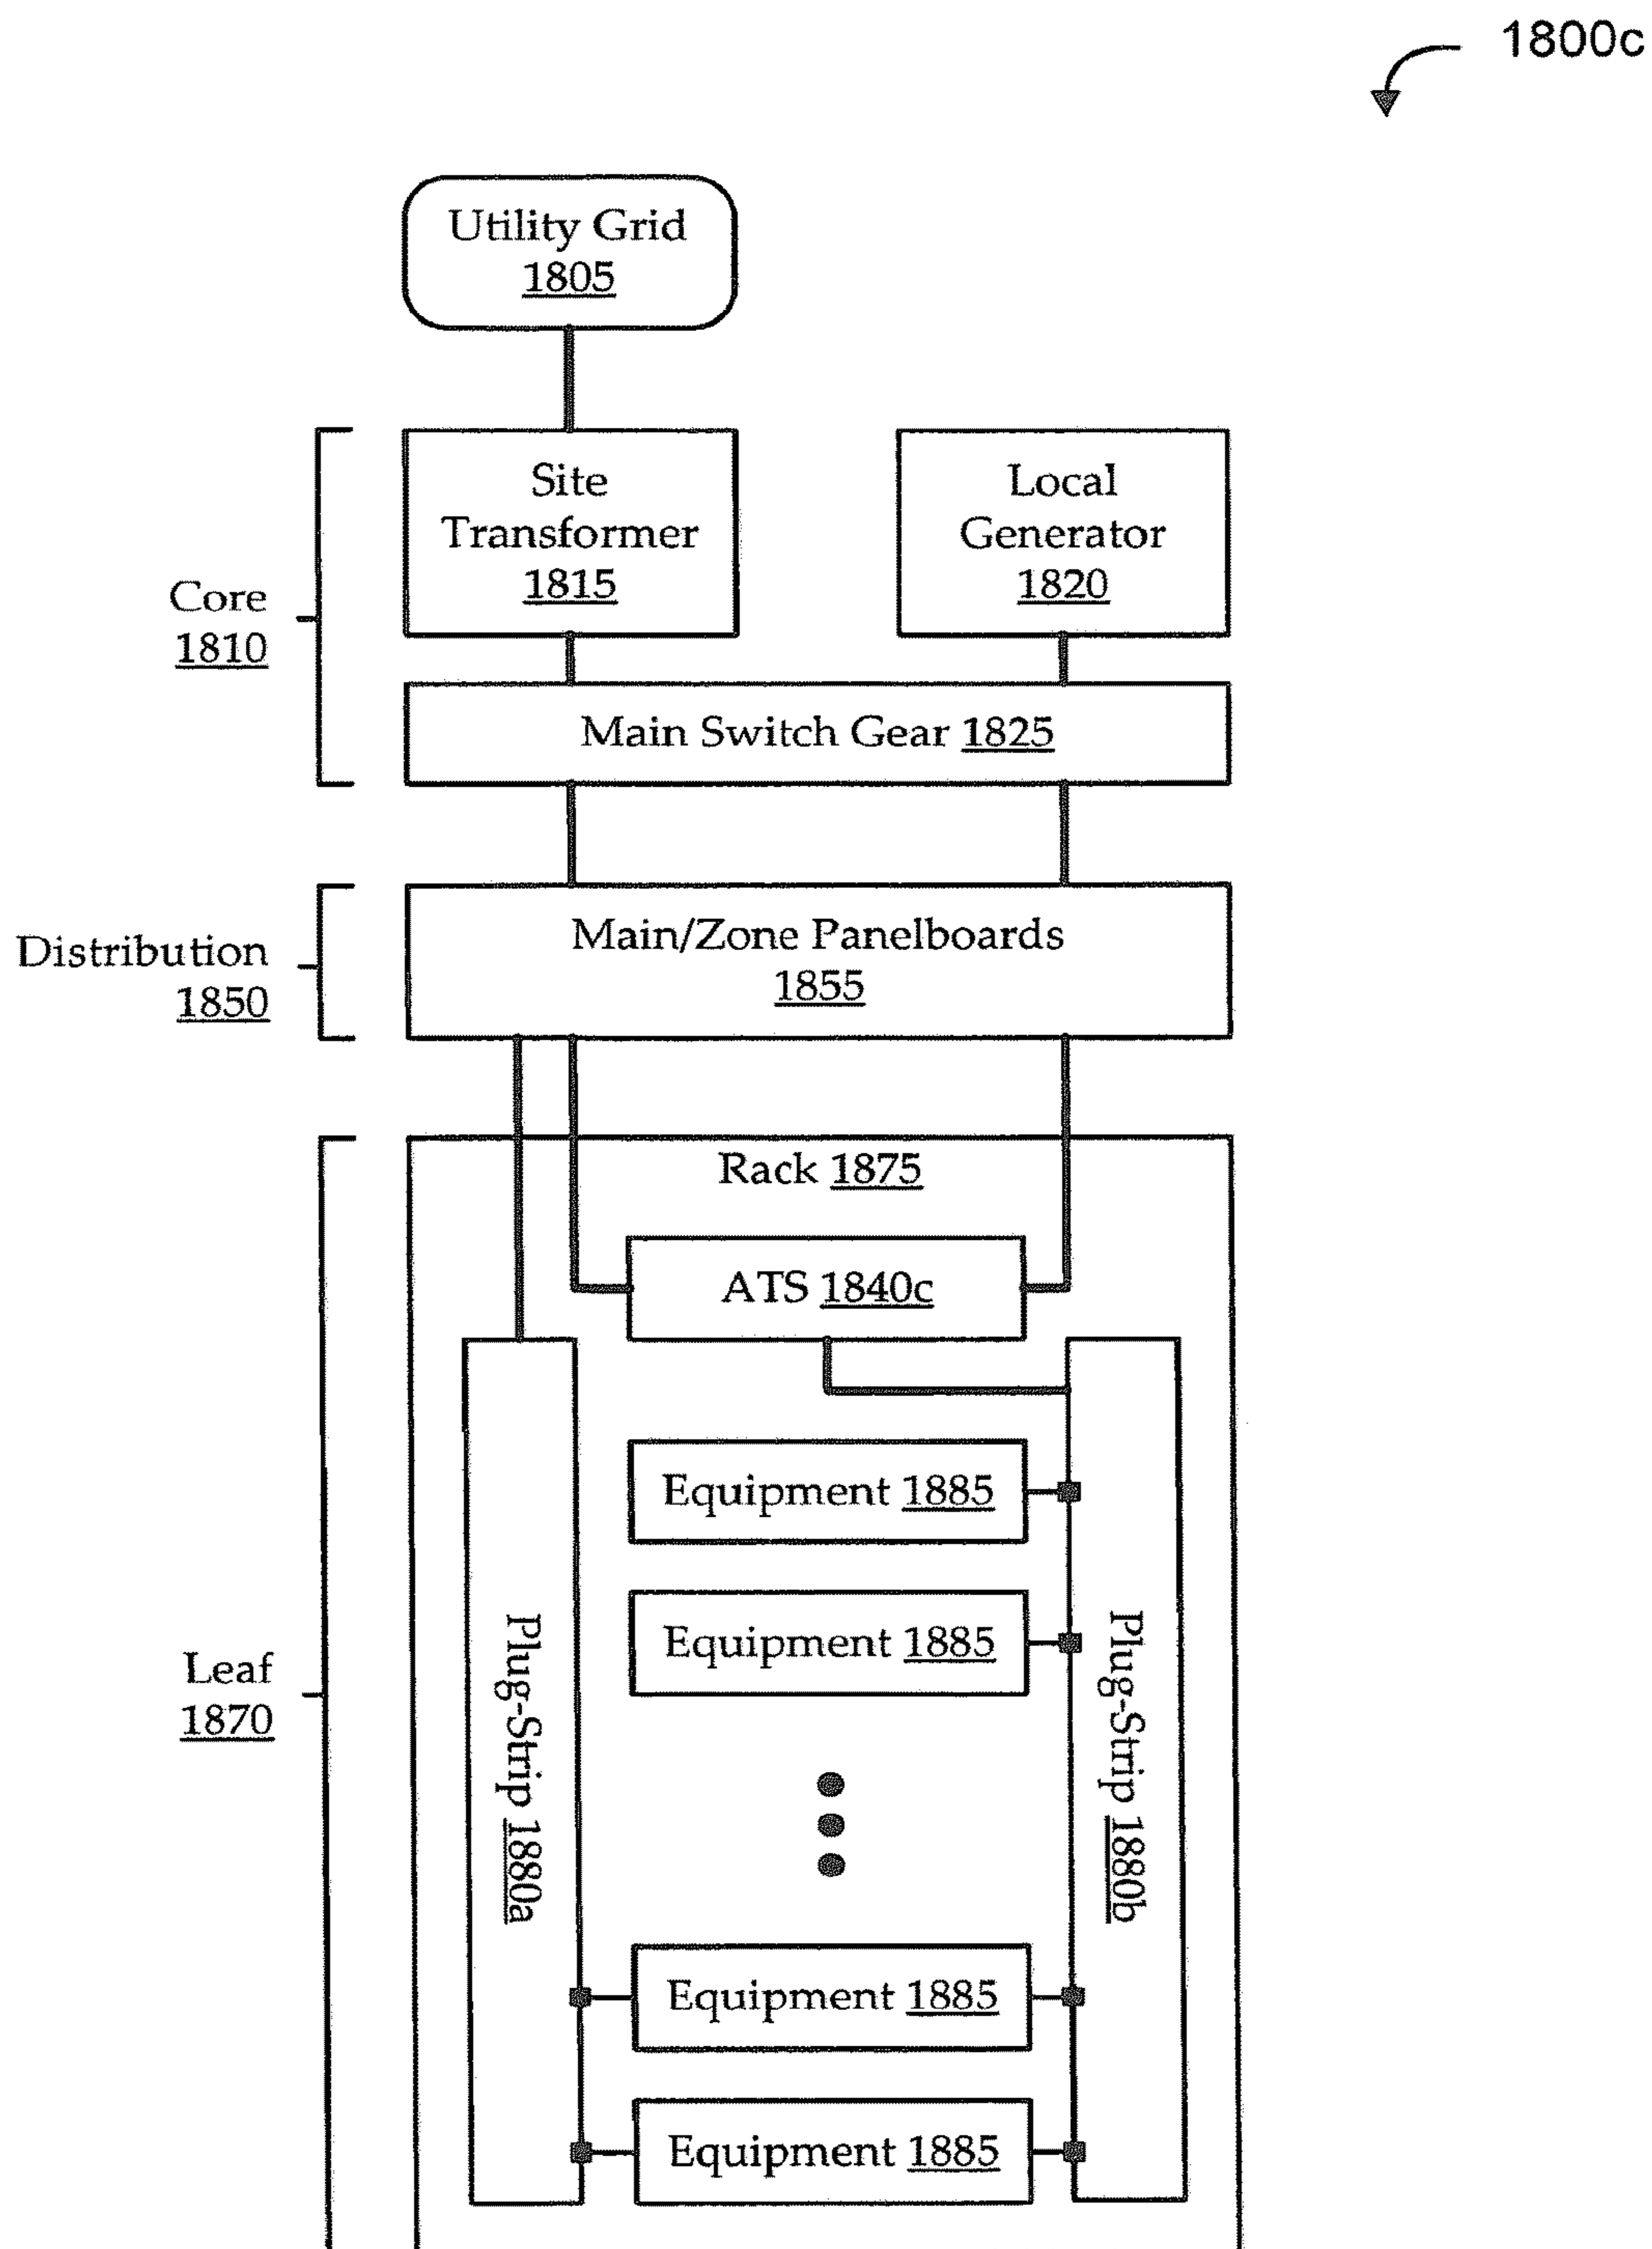 1800c
Utility Grid
1805
Site
Transformer
1815
Local
Generator
1820
Core
1810
Main Switch Gear 1825
Distribution
1850
Main/Zone Panelboards
1855
Leaf
1870
Rack 1875
ATS 1840c
Plug-Strip 1880a
Equipment 1885
Equipment 1885
Equipment 1885
Equipment 1885
Plug-Strip 1880b